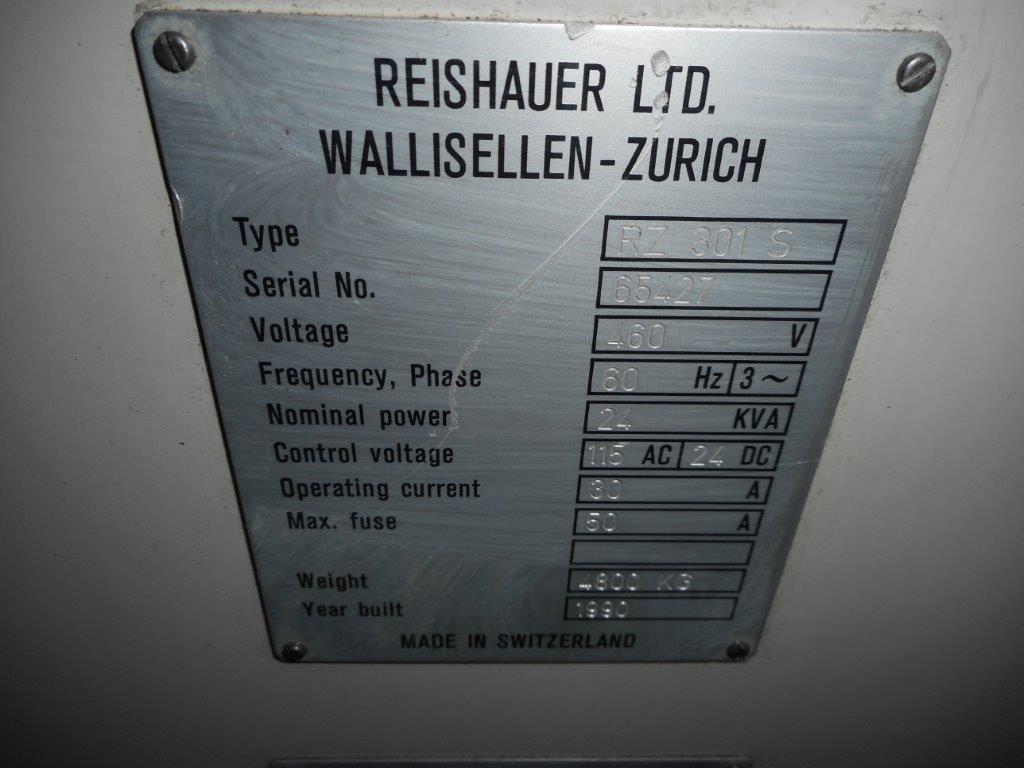 REISHAUER LTD.
WALLISELLEN-ZURICH
Type RZ 301 S
Serial No. 65427
Voltage 460 V
Frequency, Phase 60 Hz 3~
Nominal power 24 KVA
Control voltage 115 AC 24 DC
Operating current 30 A
Max. fuse 50 A
Weight 4800 KG
Year built 1990
MADE IN SWITZERLAND